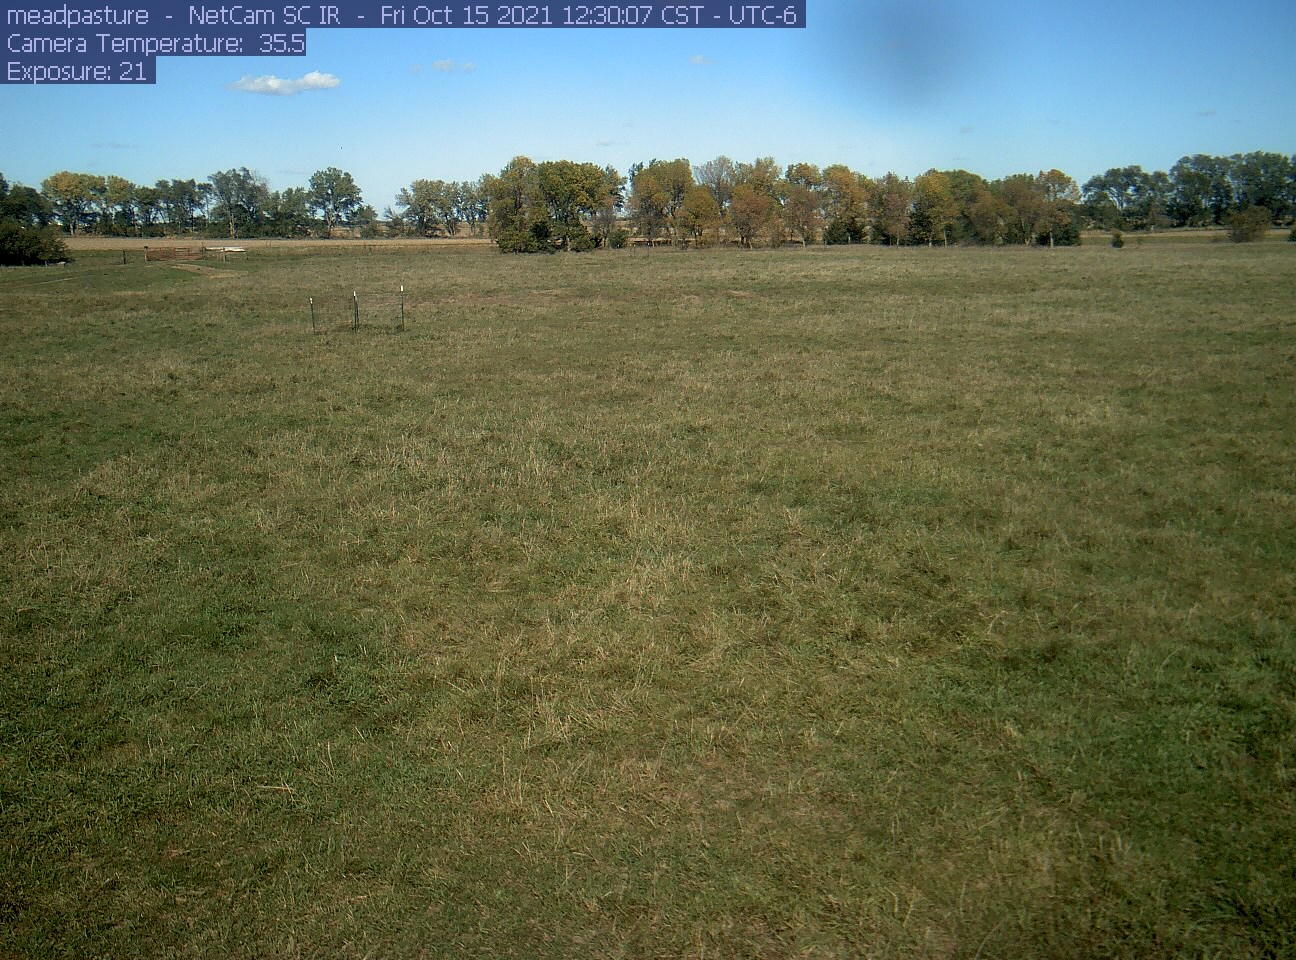 meadpasture - NetCam SC IR - Fri Oct 15 2021 12:30:07 CST - UTC-6
Camera Temperature: 35.5
Exposure: 21